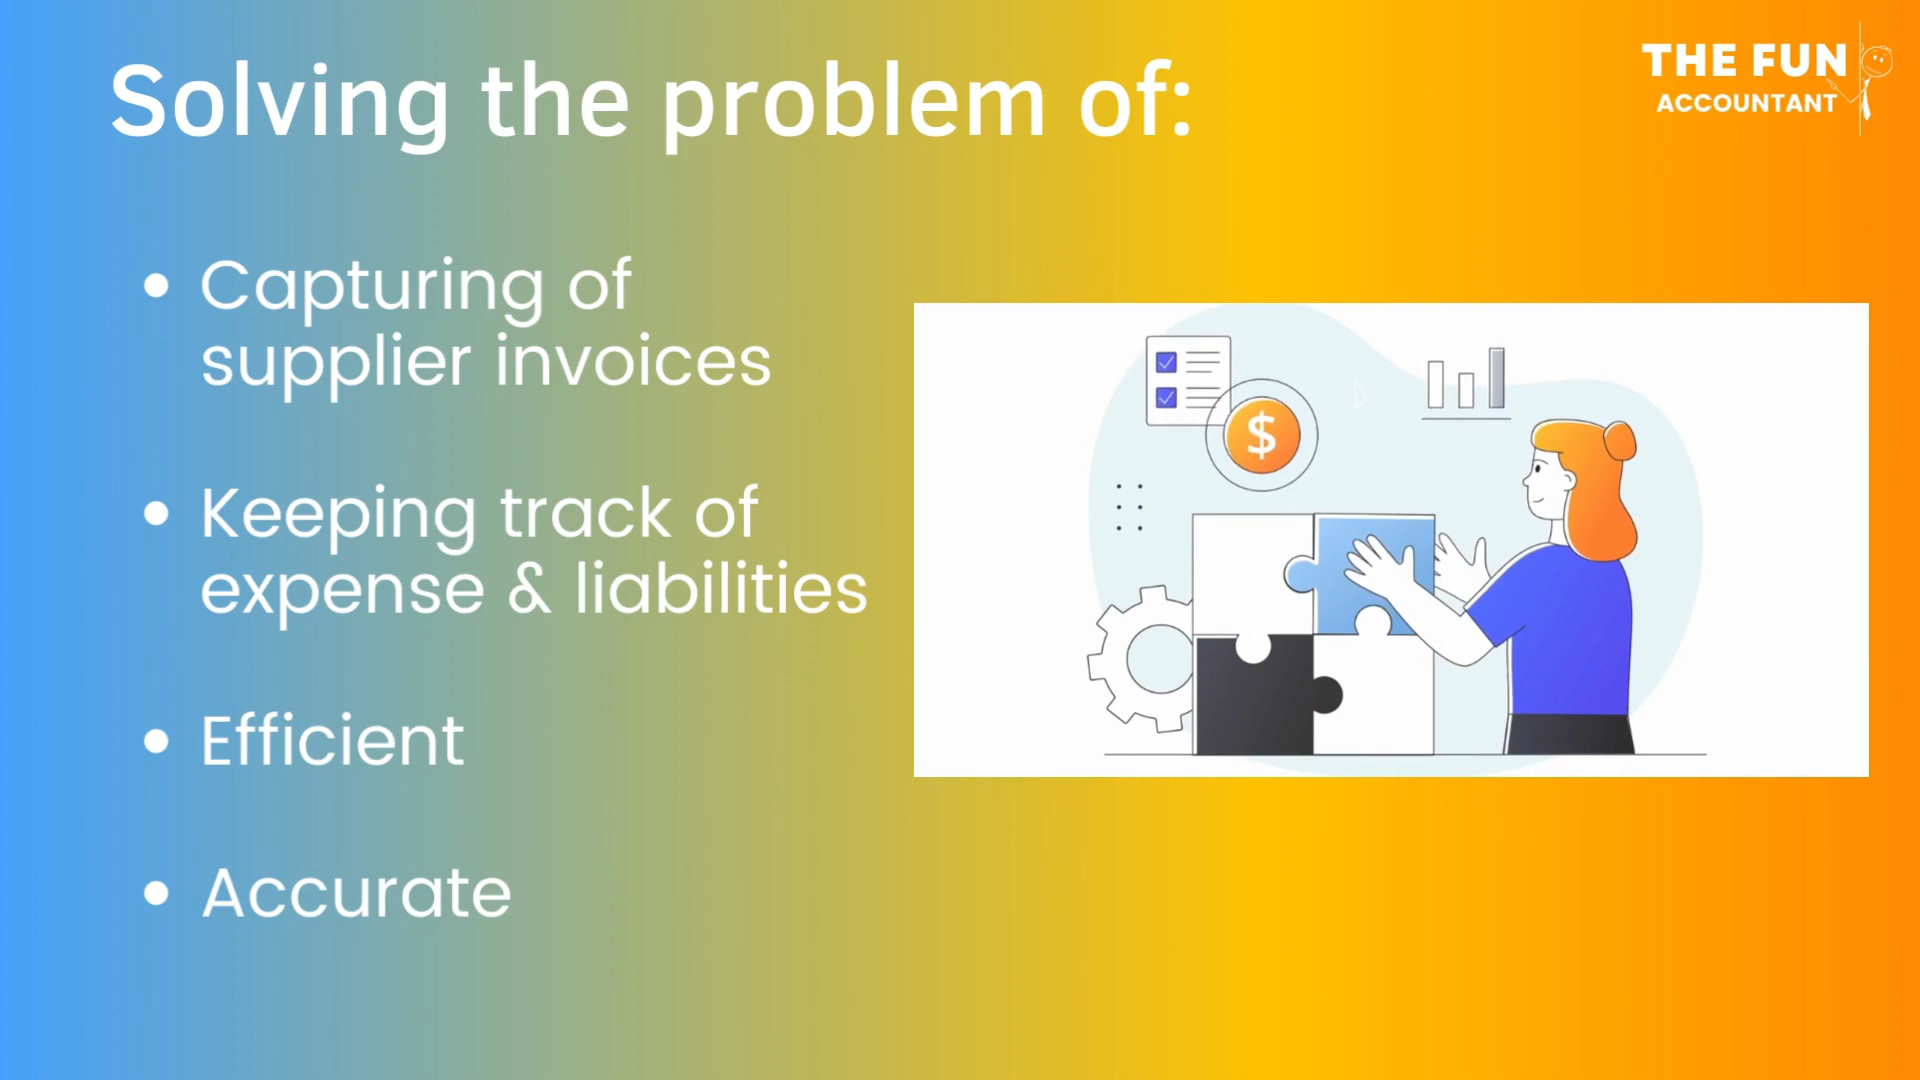 Solving the problem of:
THE FUN
ACCOUNTANT
• Capturing of
supplier invoices
• Keeping track of
expense & liabilities
• Efficient
• Accurate
$